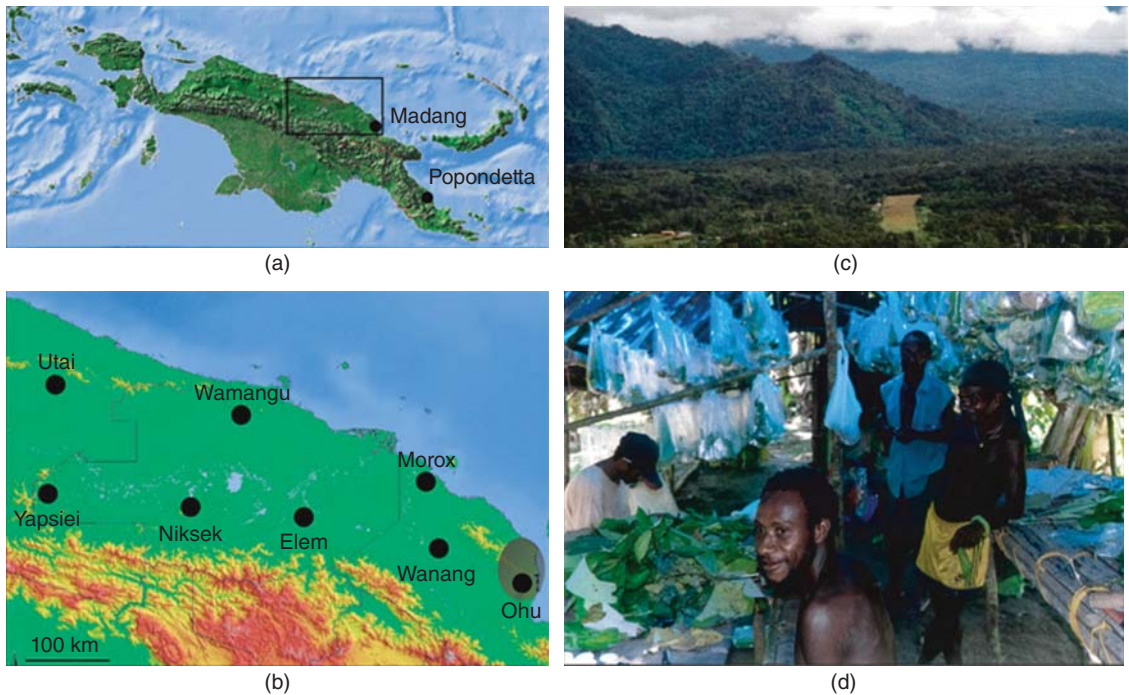 Madang
Popondetta
(a)
(c)
Utai
Wamangu
Morox
Yapsiei
Niksek
Elem
Wanang
Ohu
100 km
(b)
(d)